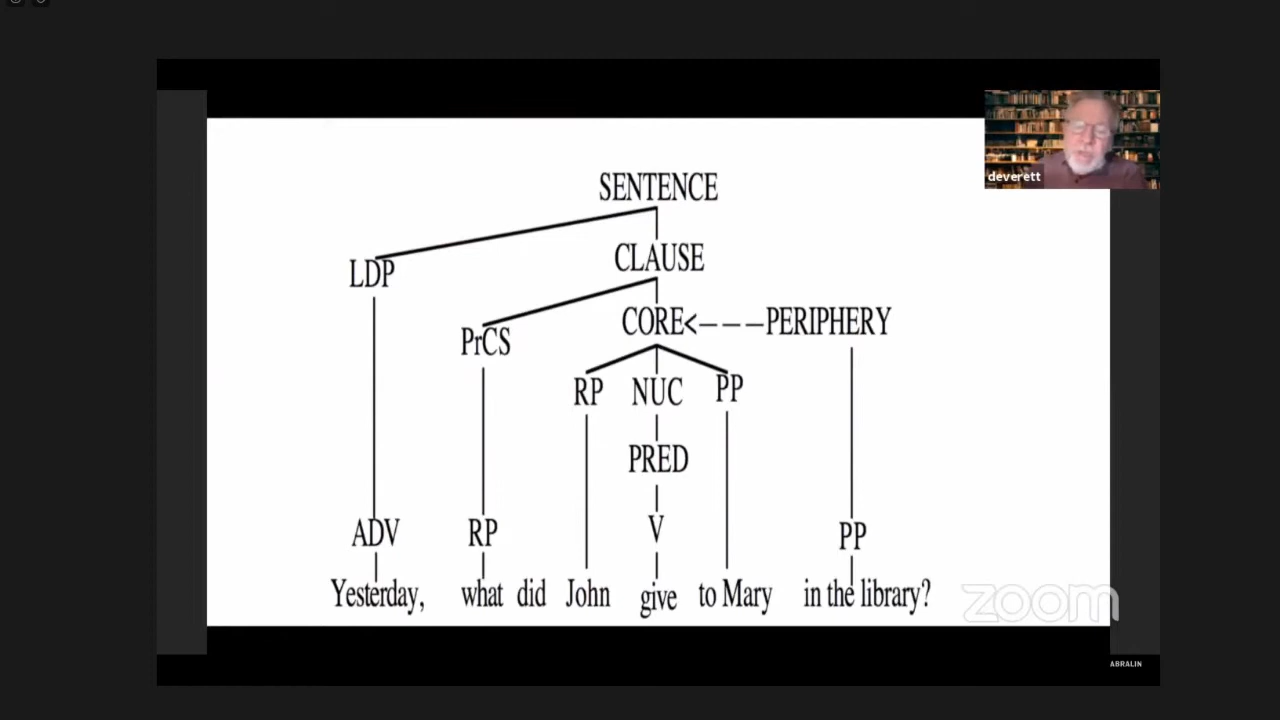 deverett
SENTENCE
LDP CLAUSE
PrCS CORE<---PERIPHERY
RP NUC PP
PRED
ADV RP V PP
Yesterday, what did John give to Mary in the library?
zoom
ABRALIN